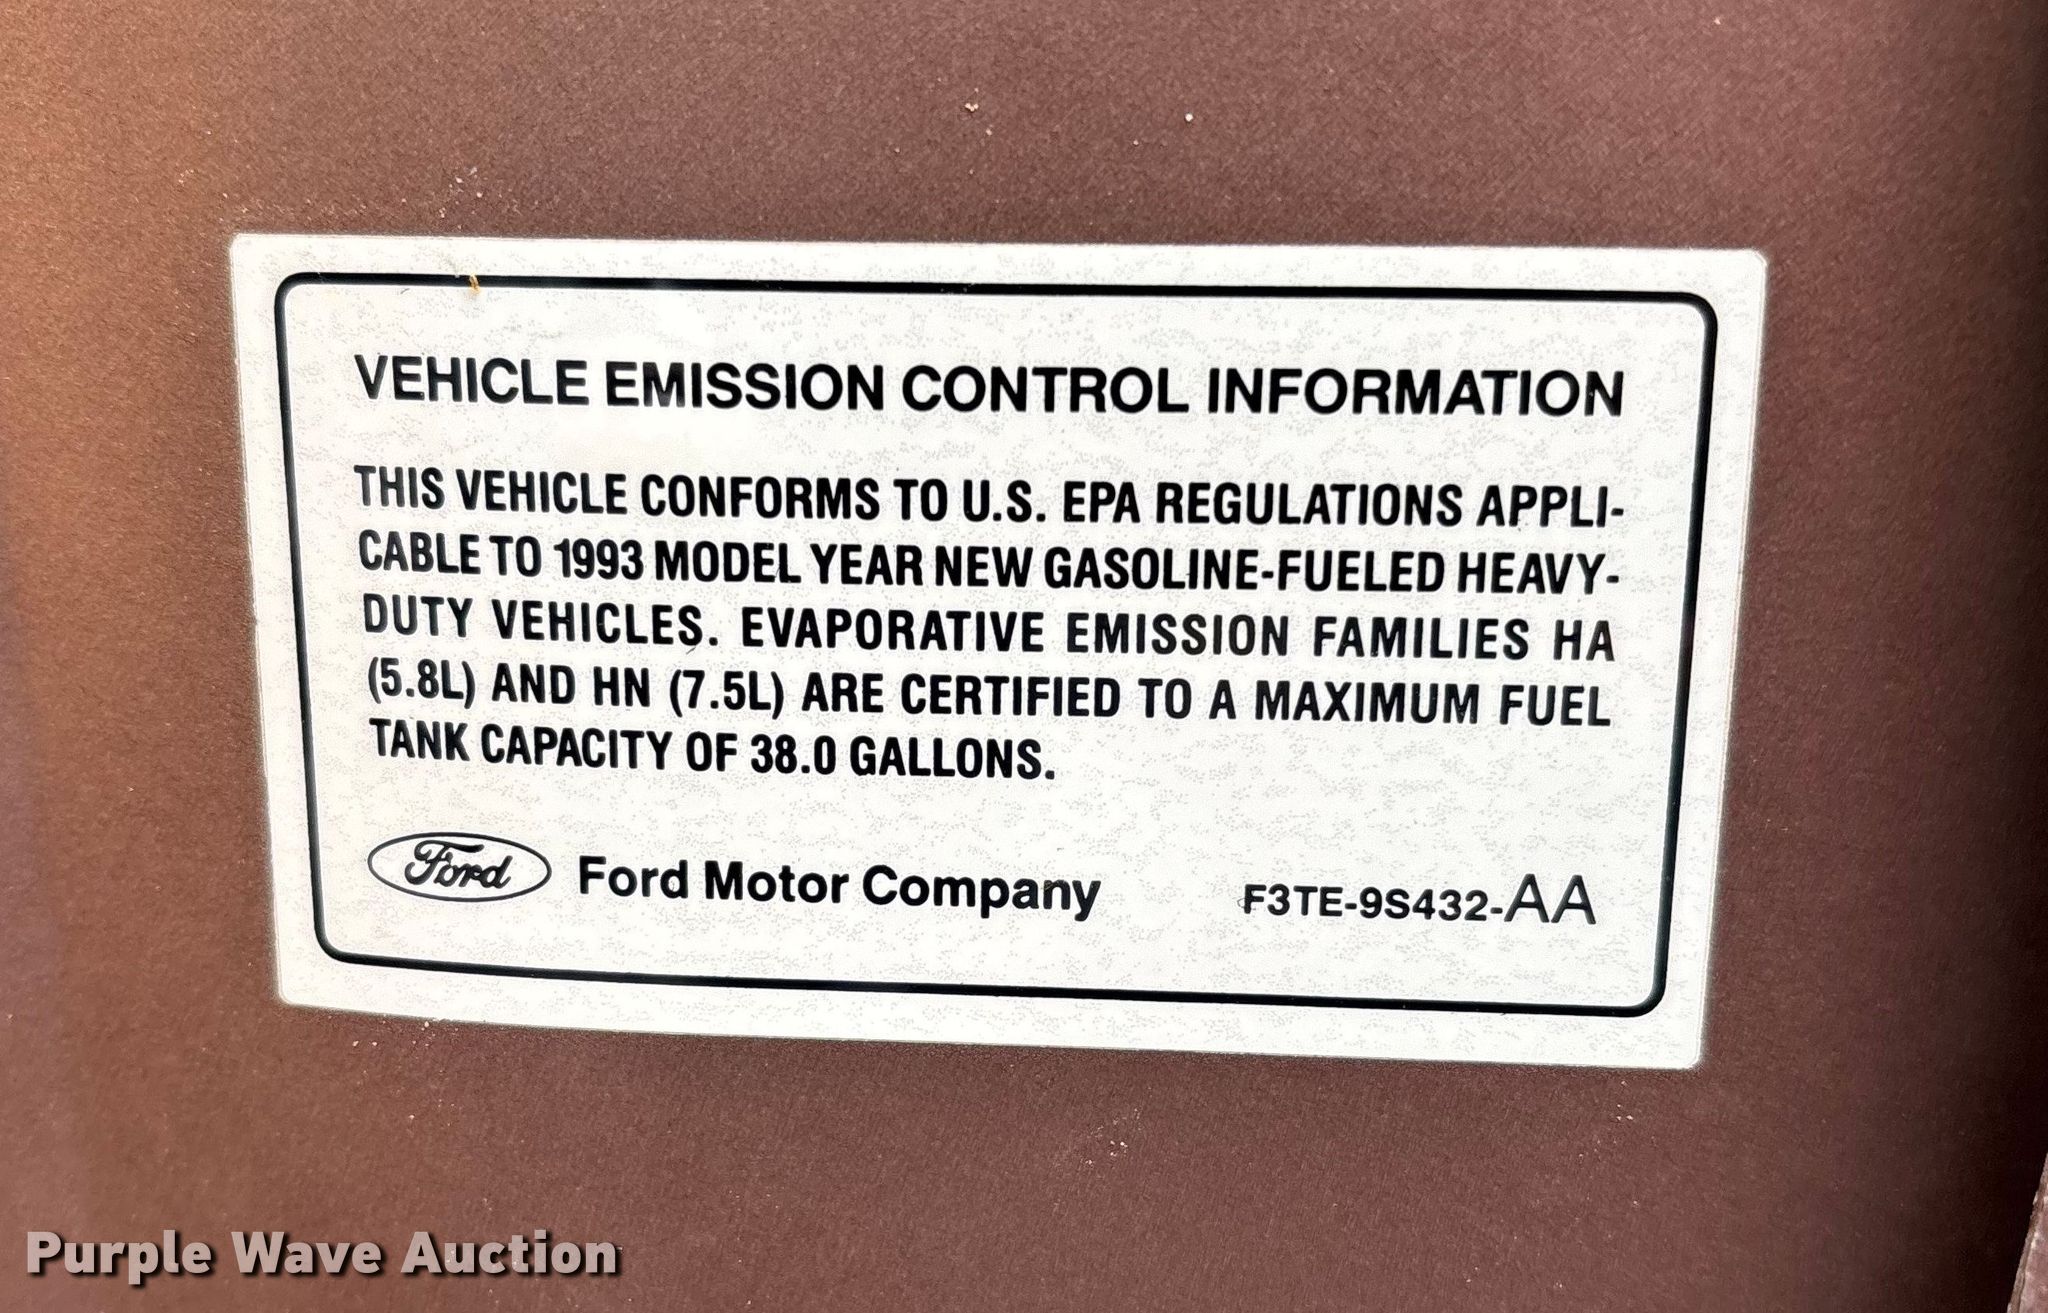 VEHICLE EMISSION CONTROL INFORMATION
THIS VEHICLE CONFORMS TO U.S. EPA REGULATIONS APPLI-
CABLE TO 1993 MODEL YEAR NEW GASOLINE-FUELED HEAVY-
DUTY VEHICLES. EVAPORATIVE EMISSION FAMILIES HA
(5.8L) AND HN (7.5L) ARE CERTIFIED TO A MAXIMUM FUEL
TANK CAPACITY OF 38.0 GALLONS.
Ford Ford Motor Company F3TE-9S432-AA
Purple Wave Auction